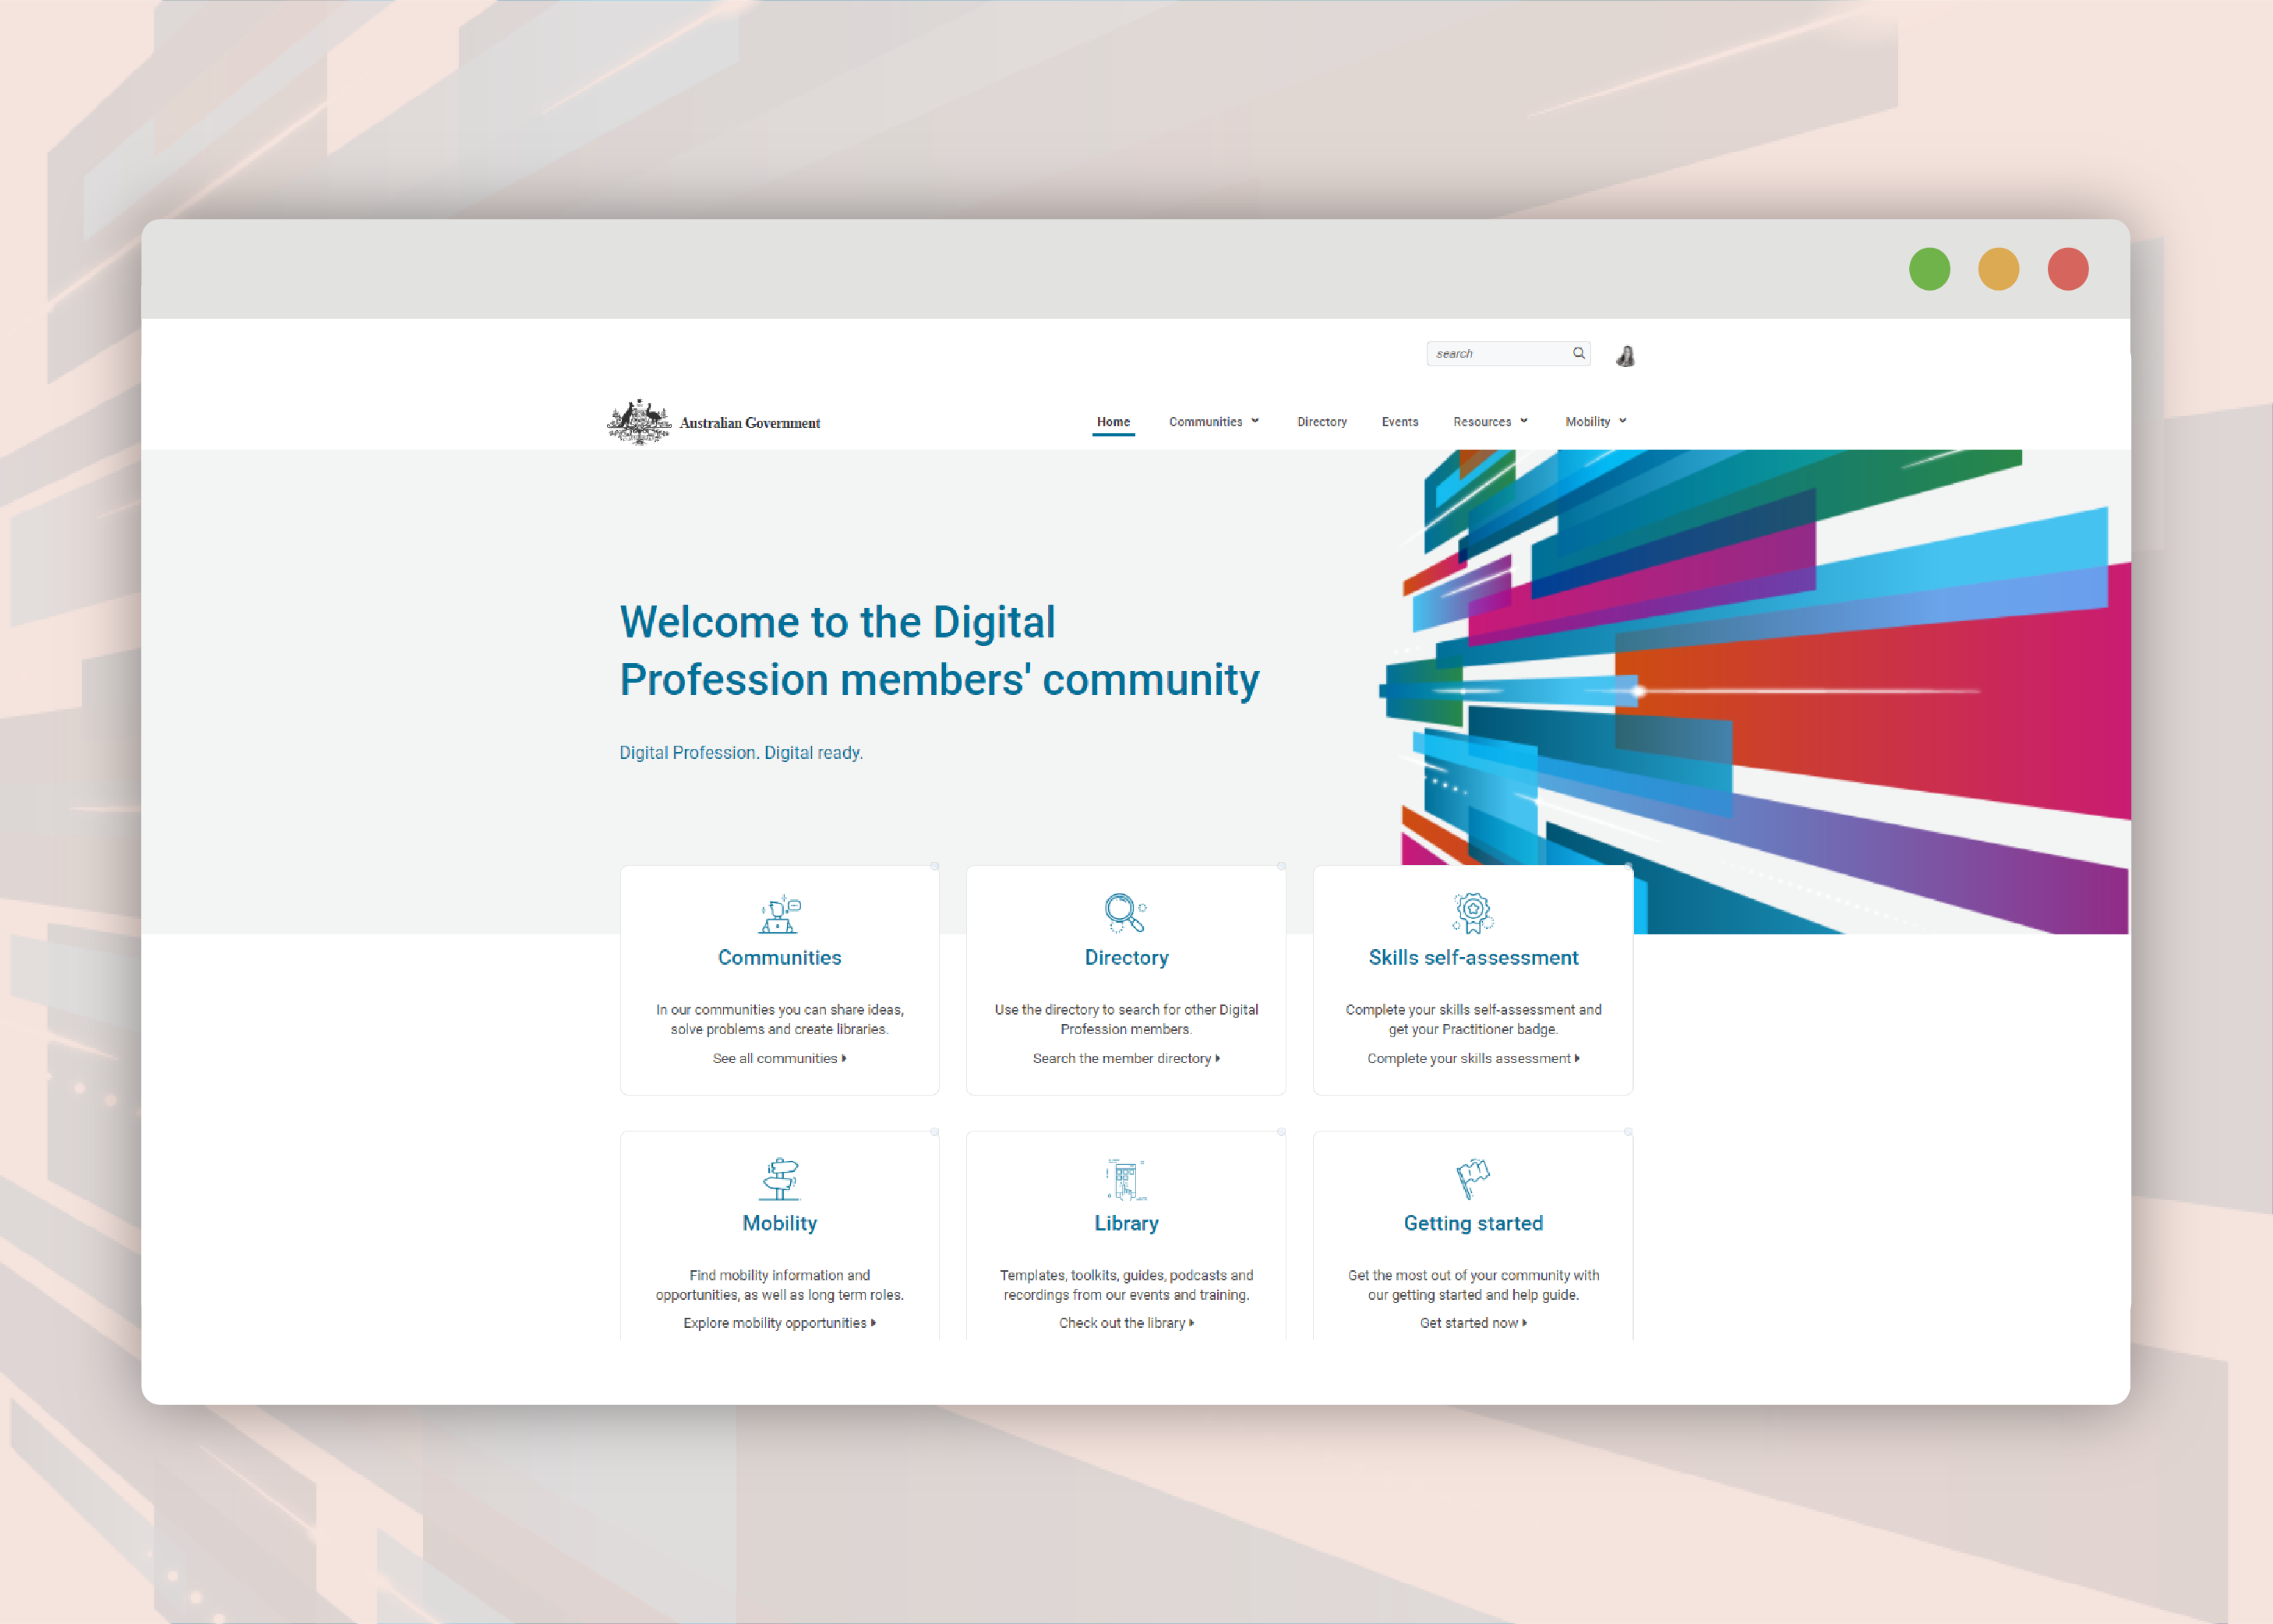 search
Australian Government
Home Communities Directory Events Resources Mobility
Welcome to the Digital
Profession members' community
Digital Profession. Digital ready.
Communities
In our communities you can share ideas,
solve problems and create libraries.
See all communities
Directory
Use the directory to search for other Digital
Profession members.
Search the member directory
Skills self-assessment
Complete your skills self-assessment and
get your Practitioner badge.
Complete your skills assessment
Mobility
Find mobility information and
opportunities, as well as long term roles.
Explore mobility opportunities
Library
Templates, toolkits, guides, podcasts and
recordings from our events and training.
Check out the library
Getting started
Get the most out of your community with
our getting started and help guide.
Get started now